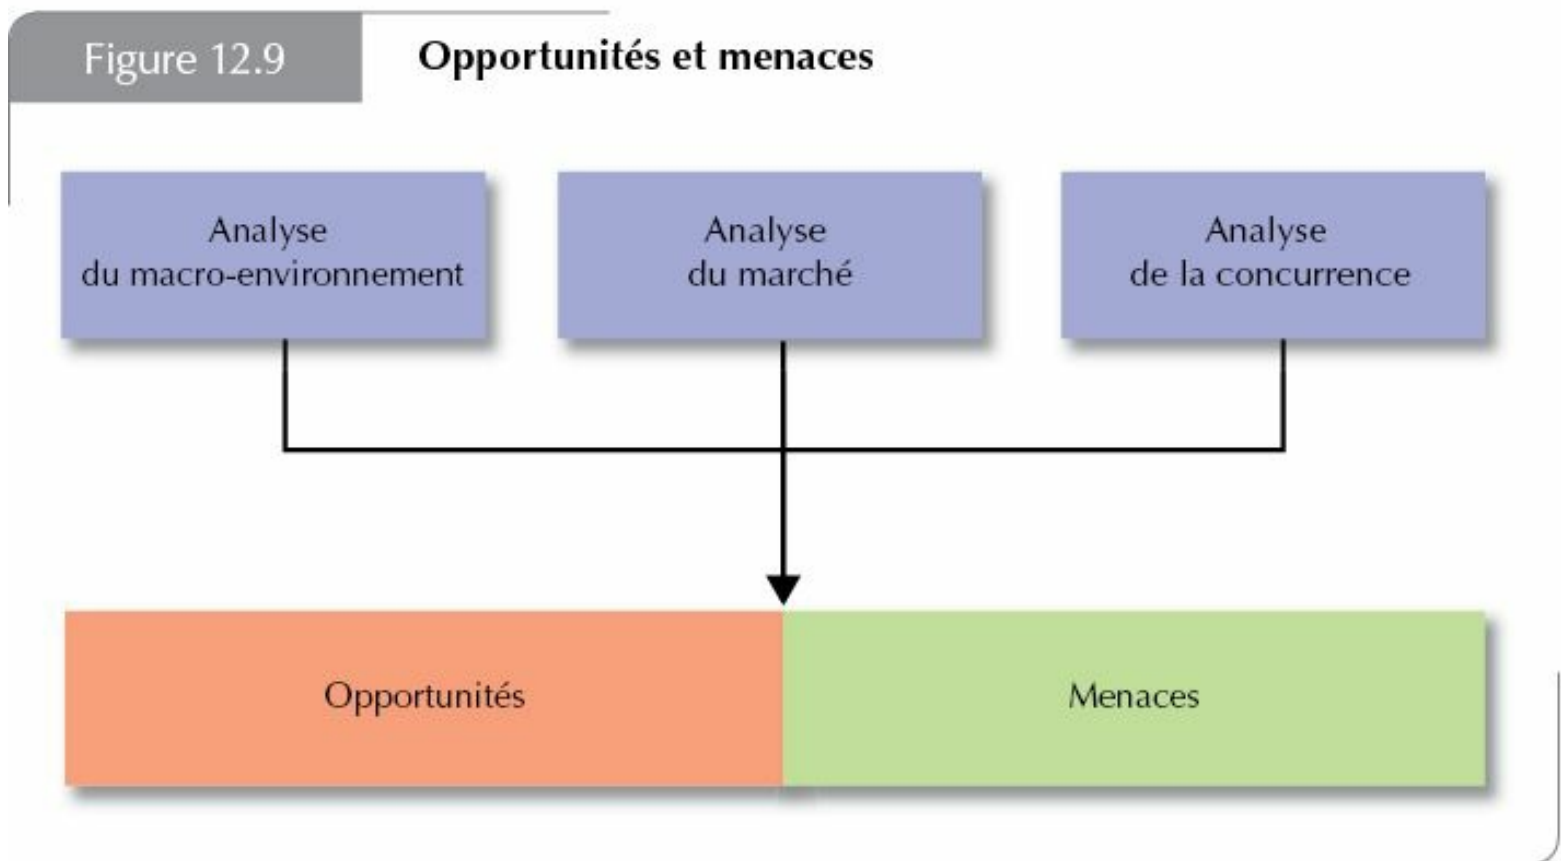 Figure 12.9
Opportunités et menaces
Analyse
du macro-environnement
Analyse
du marché
Analyse
de la concurrence
Opportunités
Menaces